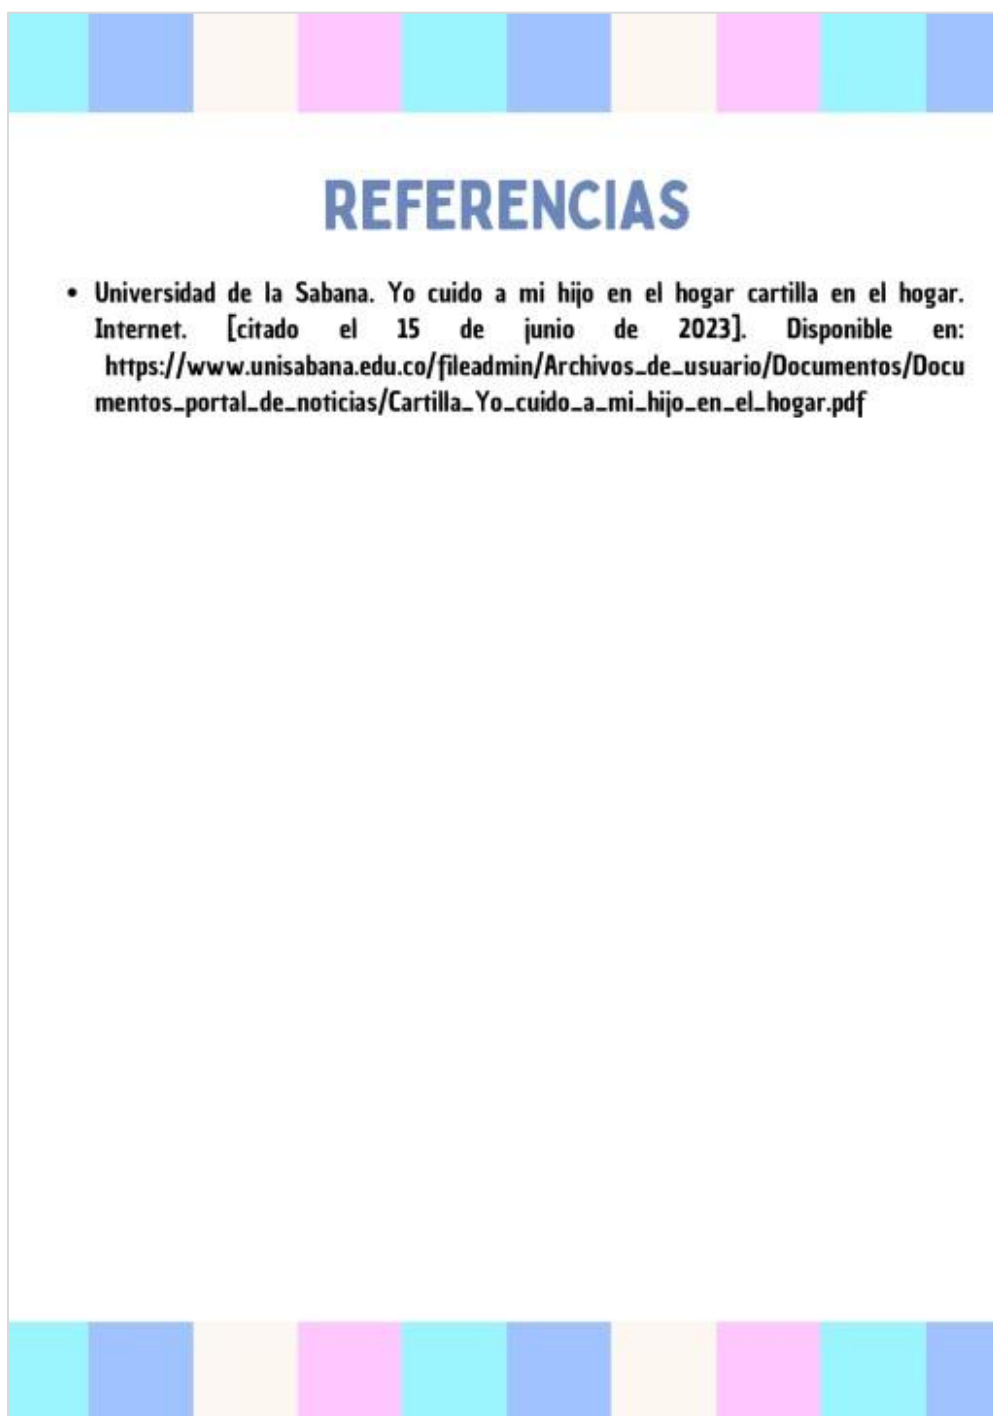 REFERENCIAS
• Universidad de la Sabana. Yo cuido a mi hijo en el hogar cartilla en el hogar.
Internet. [citado el 15 de junio de 2023]. Disponible en:
https://www.unisabana.edu.co/fileadmin/Archivos_de_usuario/Documentos/Docu
mentos_portal_de_noticias/Cartilla_Yo_cuido_a_mi_hijo_en_el_hogar.pdf